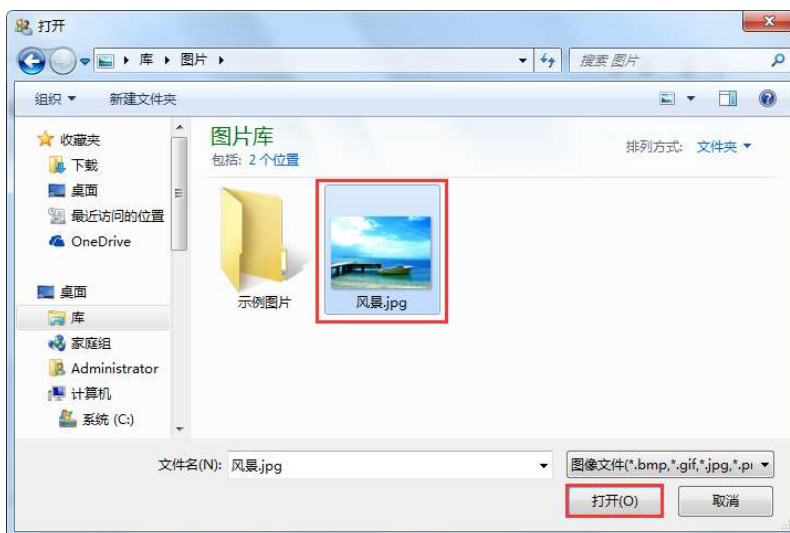 打开
库 图片
搜索 图片
组织 新建文件夹
收藏夹
下载
桌面
最近访问的位置
OneDrive
桌面
库
家庭组
Administrator
计算机
系统 (C:)
图片库
包括: 2 个位置
排列方式: 文件夹
示例图片
风景.jpg
文件名(N): 风景.jpg
图像文件(*.bmp,*.gif,*.jpg,*.pı
打开(O) 取消